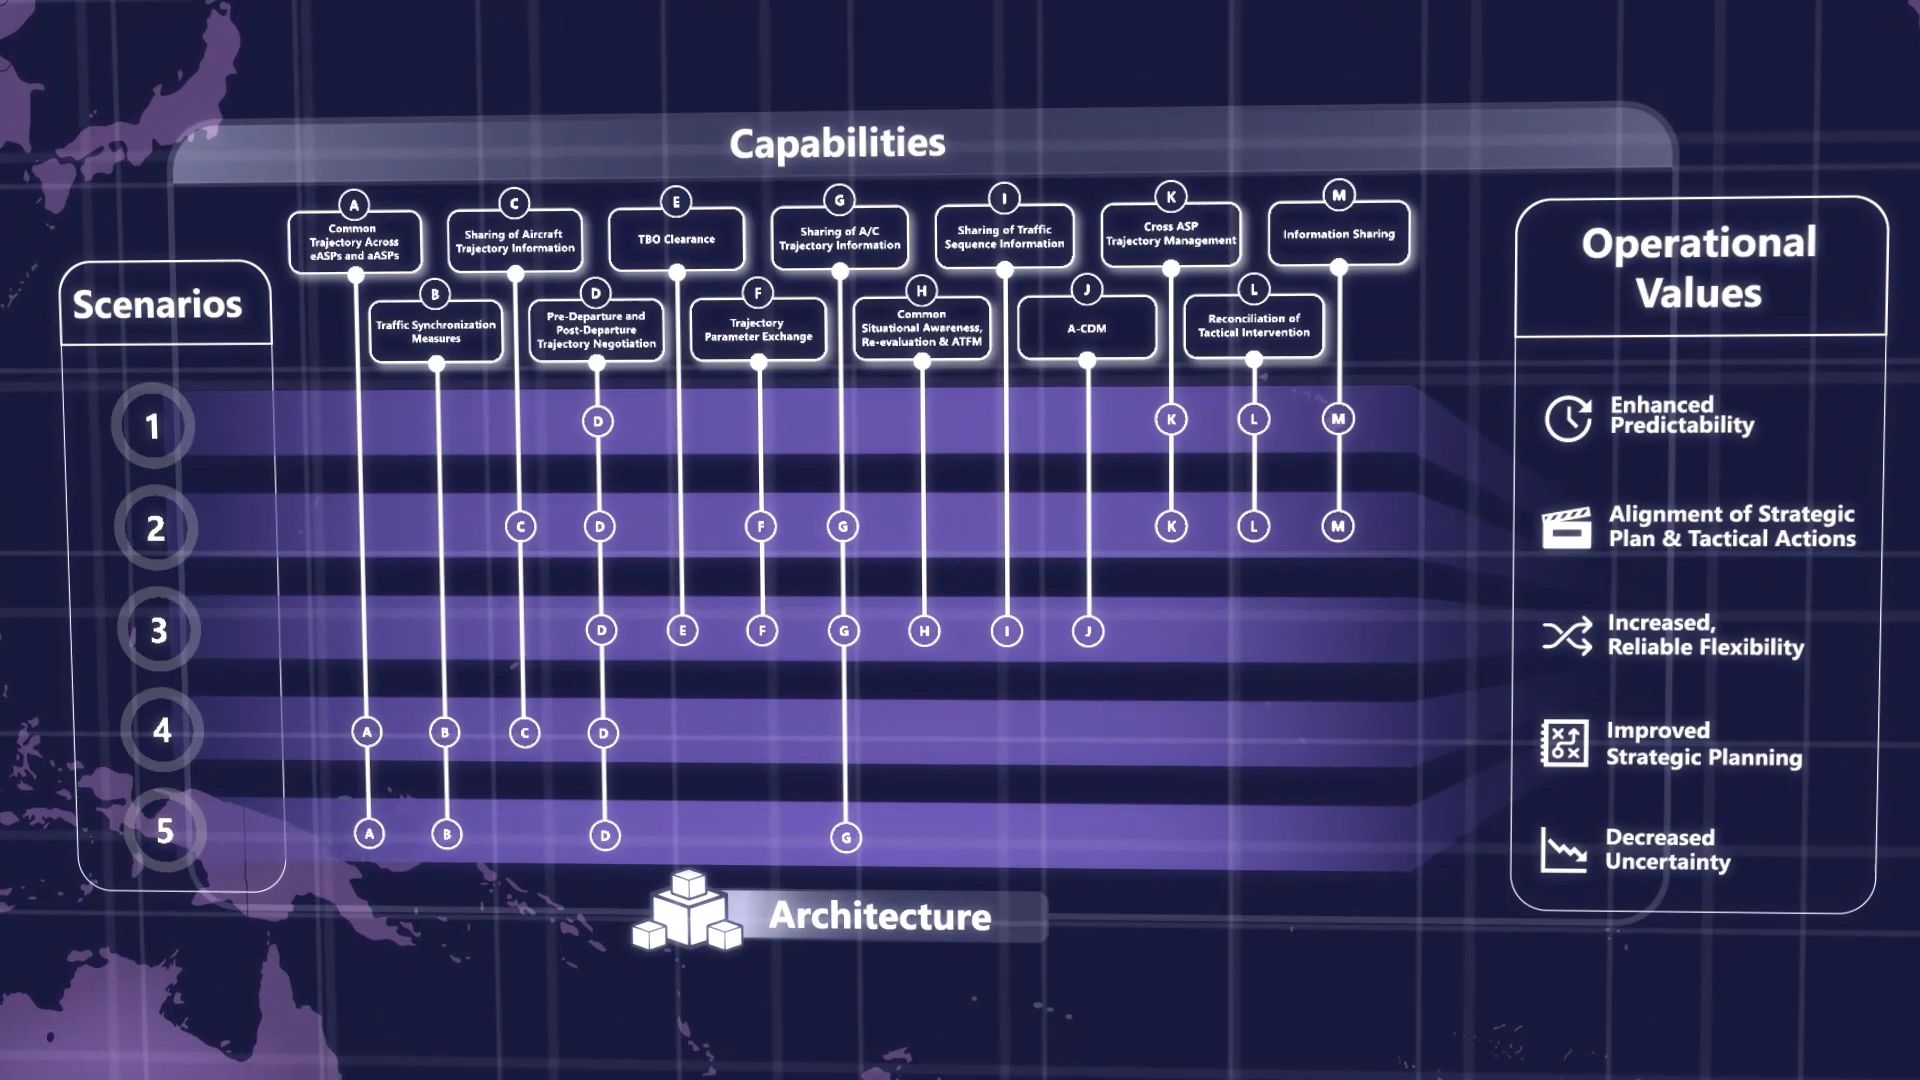 Capabilities
A
Common
Trajectory Across
eASPs and aASPs
C
Sharing of Aircraft
Trajectory Information
E
TBO Clearance
G
Sharing of A/C
Trajectory Information
I
Sharing of Traffic
Sequence Information
K
Cross ASP
Trajectory Management
M
Information Sharing
B
Traffic Synchronization
Measures
D
Pre-Departure and
Post-Departure
Trajectory Negotiation
F
Trajectory
Parameter Exchange
H
Common
Situational Awareness,
Re-evaluation & ATFM
J
A-CDM
L
Reconciliation of
Tactical Intervention
Scenarios
1
D K L M
2
C D F G K L M
3
D E F G H I J
4
A B C D
5
A B D G
Architecture
Operational
Values
Enhanced
Predictability
Alignment of Strategic
Plan & Tactical Actions
Increased,
Reliable Flexibility
Improved
Strategic Planning
Decreased
Uncertainty